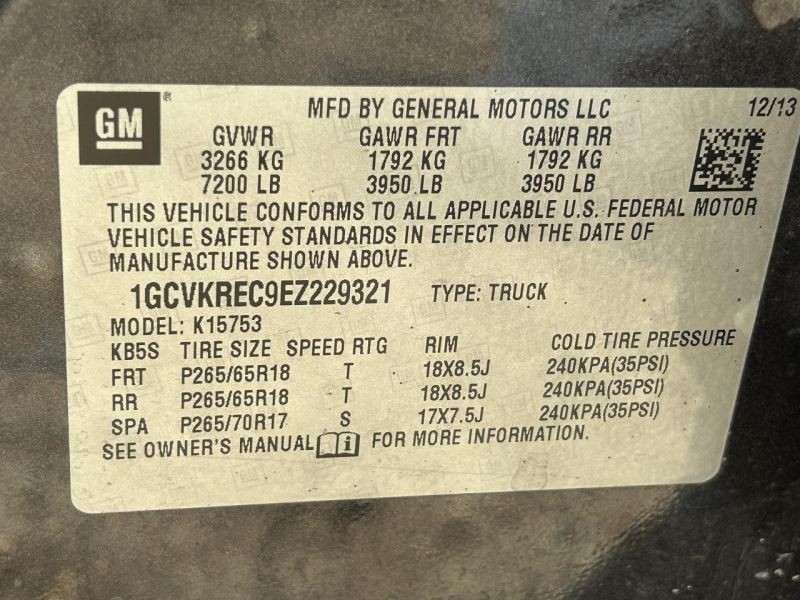 GM® MFD BY GENERAL MOTORS LLC 12/13
GVWR GAWR FRT GAWR RR
3266 KG 1792 KG 1792 KG
7200 LB 3950 LB 3950 LB
THIS VEHICLE CONFORMS TO ALL APPLICABLE U.S. FEDERAL MOTOR
VEHICLE SAFETY STANDARDS IN EFFECT ON THE DATE OF
MANUFACTURE SHOWN ABOVE.
1GCVKREC9EZ229321 TYPE: TRUCK
MODEL: K15753
KB5S TIRE SIZE SPEED RTG RIM COLD TIRE PRESSURE
FRT P265/65R18 T 18X8.5J 240KPA(35PSI)
RR P265/65R18 T 18X8.5J 240KPA(35PSI)
SPA P265/70R17 S 17X7.5J 240KPA(35PSI)
SEE OWNER'S MANUAL FOR MORE INFORMATION.